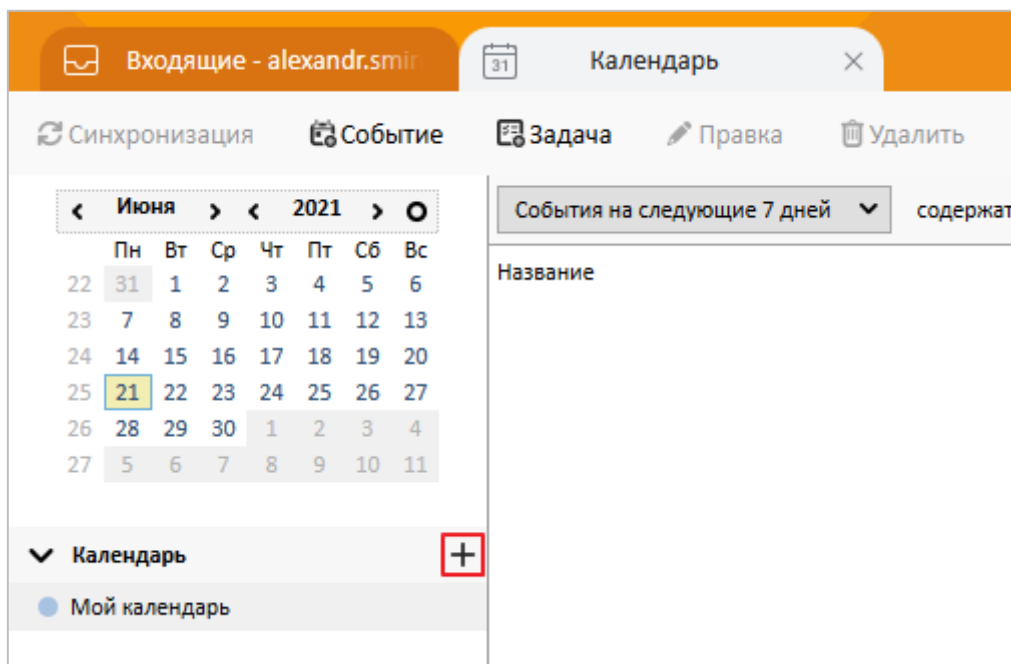 Входящие - alexandr.smir
31 Календарь
Синхронизация Событие Задача Правка Удалить
Июня 2021
События на следующие 7 дней содержат
Пн Вт Ср Чт Пт Сб Вс
22 31 1 2 3 4 5 6
23 7 8 9 10 11 12 13
24 14 15 16 17 18 19 20
25 21 22 23 24 25 26 27
26 28 29 30 1 2 3 4
27 5 6 7 8 9 10 11
Название
Календарь
Мой календарь